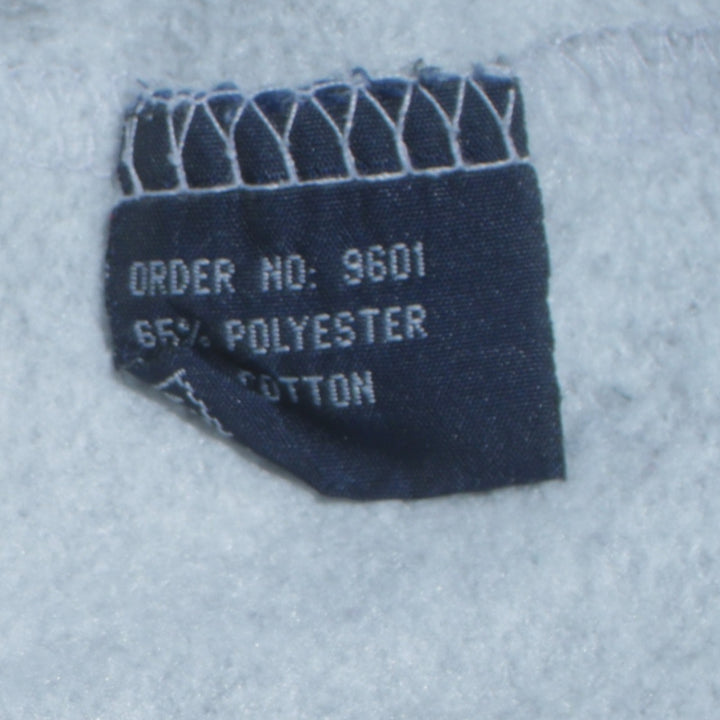 ORDER NO: 9601
65% POLYESTER
COTTON